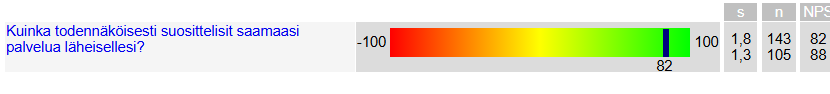 s n NPS
Kuinka todennäköisesti suosittelisit saamaasi
palvelua läheisellesi?
-100 100
82
1,8 143 82
1,3 105 88